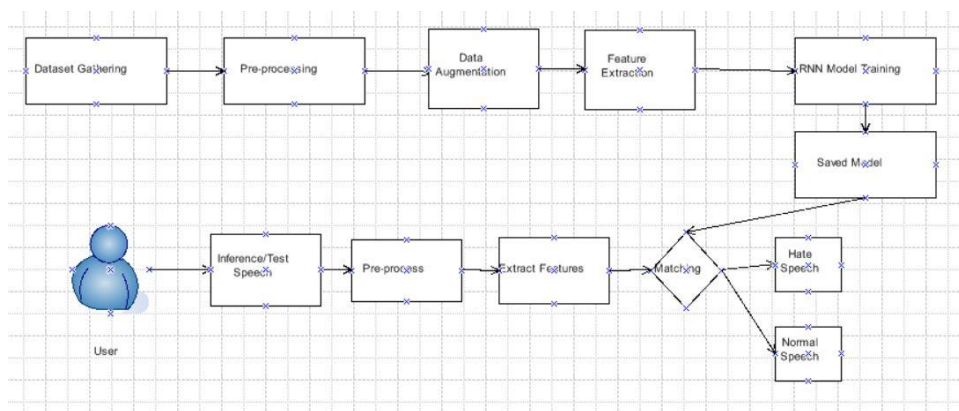 Dataset Gathering
Pre-processing
Data
Augmentation
Feature
Extraction
RNN Model Training
Saved Model
Inference/Test
Speech
Pre-process
Extract Features
Matching
Hate
Speech
Normal
Speech
User